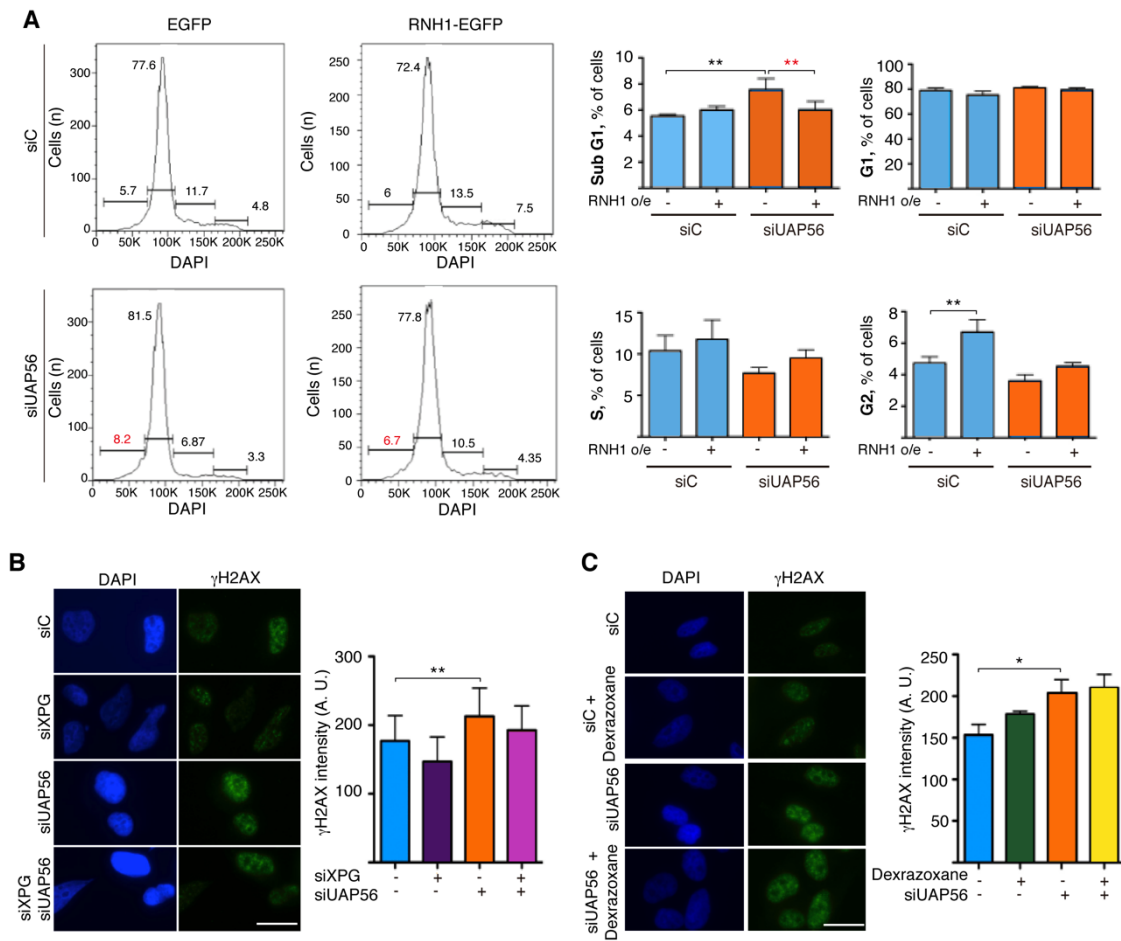 A
EGFP
RNH1-EGFP
siC
Cells (n)
300
200
100
0
77.6
5.7
11.7
4.8
0 50K 100K 150K 200K 250K
DAPI
Cells (n)
250
200
150
100
50
0
72.4
6
13.5
7.5
0 50K 100K 150K 200K 250K
DAPI
Sub G1, % of cells
10
8
6
4
2
** **
RNH1 o/e - + - +
siC siUAP56
G1, % of cells
100
80
60
40
20
RNH1 o/e - + - +
siC siUAP56
siUAP56
Cells (n)
300
200
100
0
81.5
8.2
6.87
3.3
0 50K 100K 150K 200K 250K
DAPI
Cells (n)
250
200
150
100
50
0
77.8
6.7
10.5
4.35
0 50K 100K 150K 200K 250K
DAPI
S, % of cells
15
10
5
RNH1 o/e - + - +
siC siUAP56
G2, % of cells
8
6
4
2
**
RNH1 o/e - + - +
siC siUAP56
B
DAPI γH2AX
siC
siXPG
siUAP56
siXPG
siUAP56
γH2AX intensity (A. U.)
300
200
100
**
siXPG - + - +
siUAP56 - - + +
C
DAPI γH2AX
siC
siC +
Dexrazoxane
siUAP56
siUAP56 +
Dexrazoxane
γH2AX intensity (A. U.)
250
200
150
100
50
*
Dexrazoxane - + - +
siUAP56 - - + +